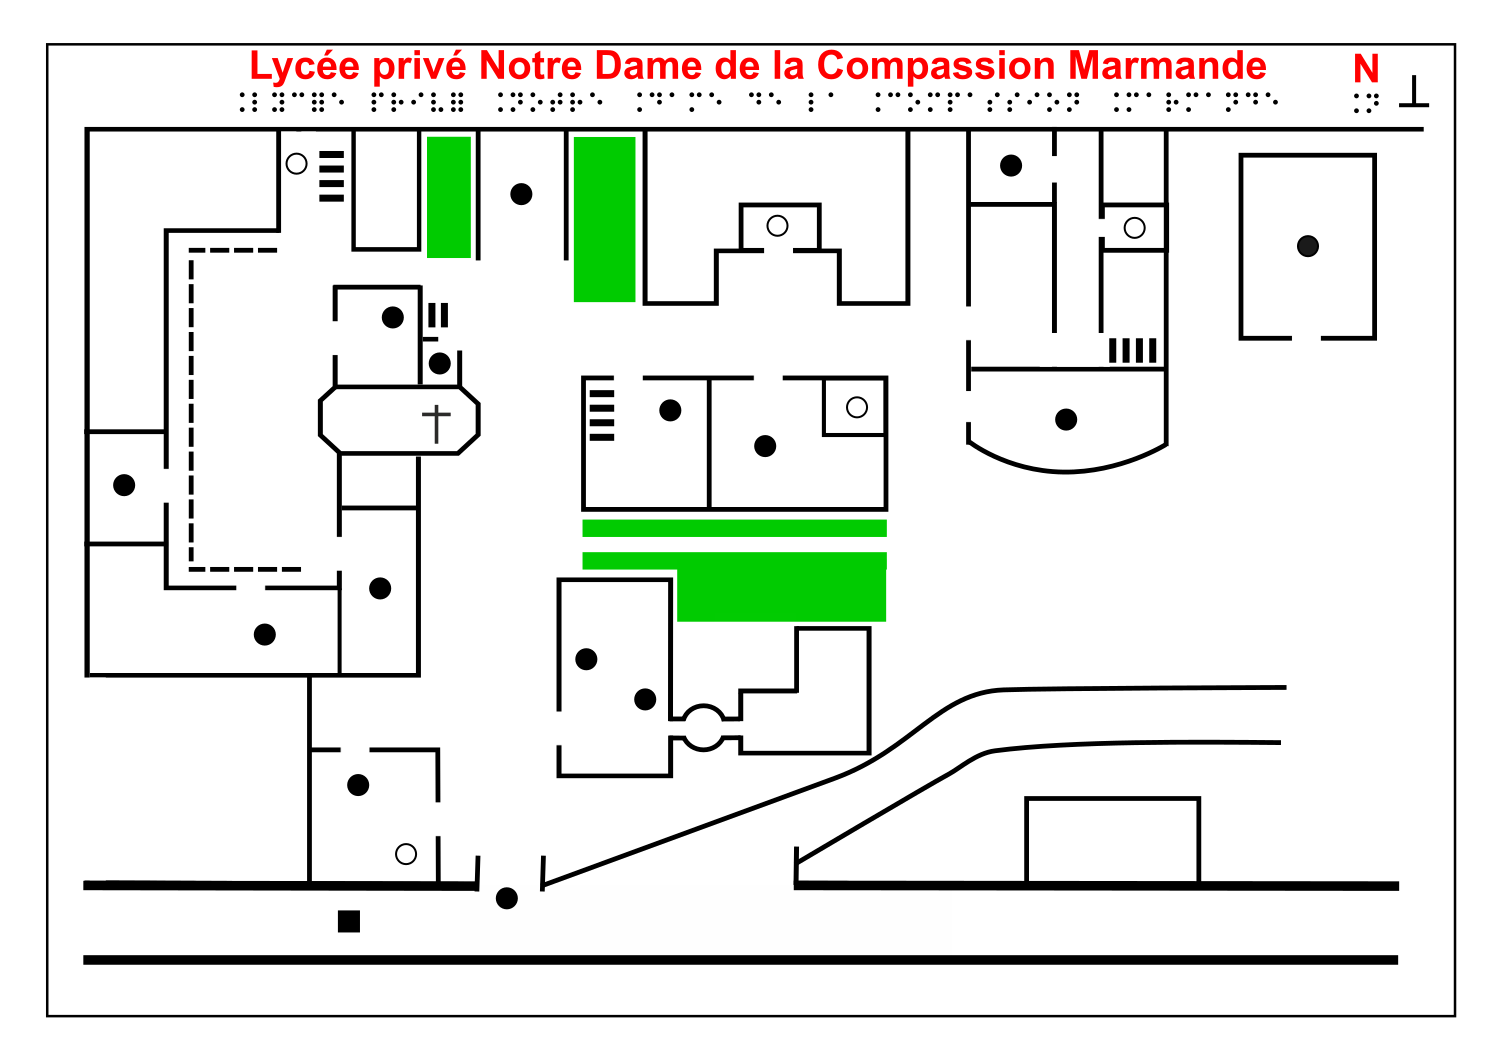 Lycée privé Notre Dame de la Compassion Marmande N
⠨⠇⠽⠉⠿⠑ ⠏⠗⠊⠧⠿ ⠨⠝⠕⠞⠗⠑ ⠨⠙⠁⠍⠑ ⠙⠑ ⠇⠁ ⠨⠉⠕⠍⠏⠁⠎⠎⠊⠕⠝ ⠨⠍⠁⠗⠍⠁⠝⠙⠑ ⠨⠝